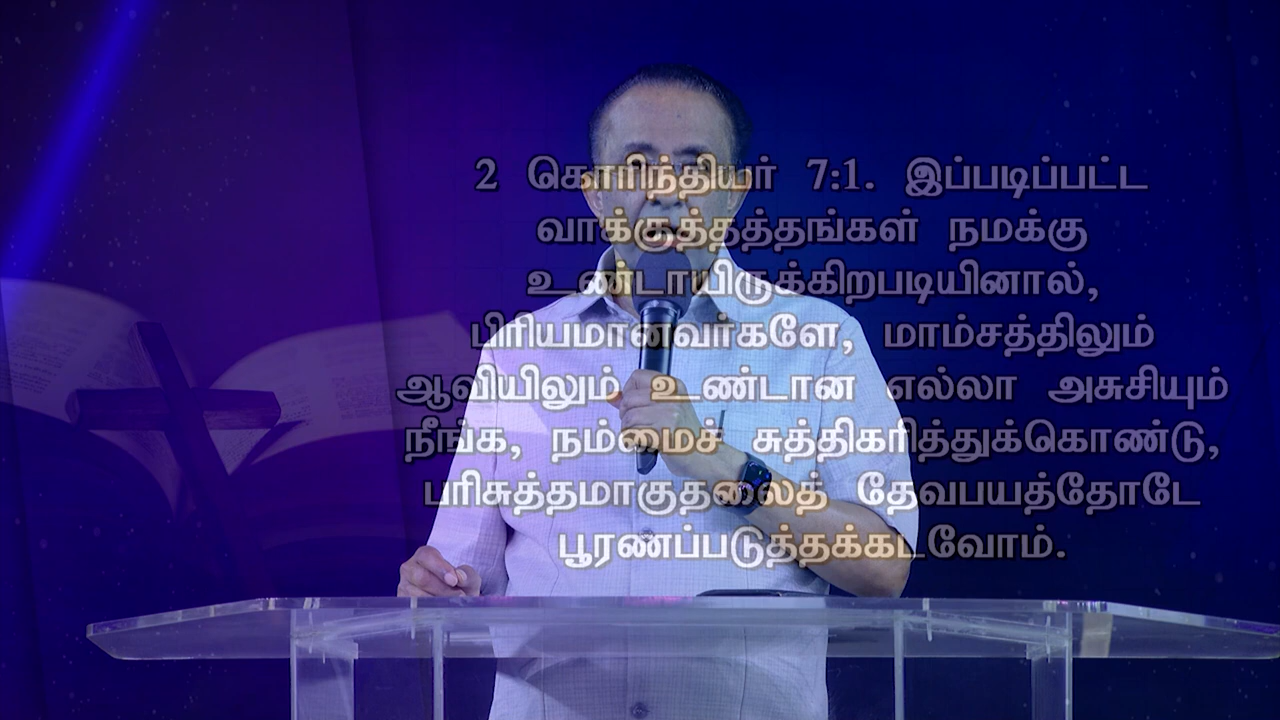 2 கொரிந்தியர் 7:1. இப்படிப்பட்ட
வாக்குத்தத்தங்கள் நமக்கு
உண்டாயிருக்கிறபடியினால்,
பிரியமானவர்களே, மாம்சத்திலும்
ஆவியிலும் உண்டான எல்லா அசுசியும்
நீங்க, நம்மைச் சுத்திகரித்துக்கொண்டு,
பரிசுத்தமாகுதலைத் தேவபயத்தோடே
பூரணப்படுத்தக்கடவோம்.